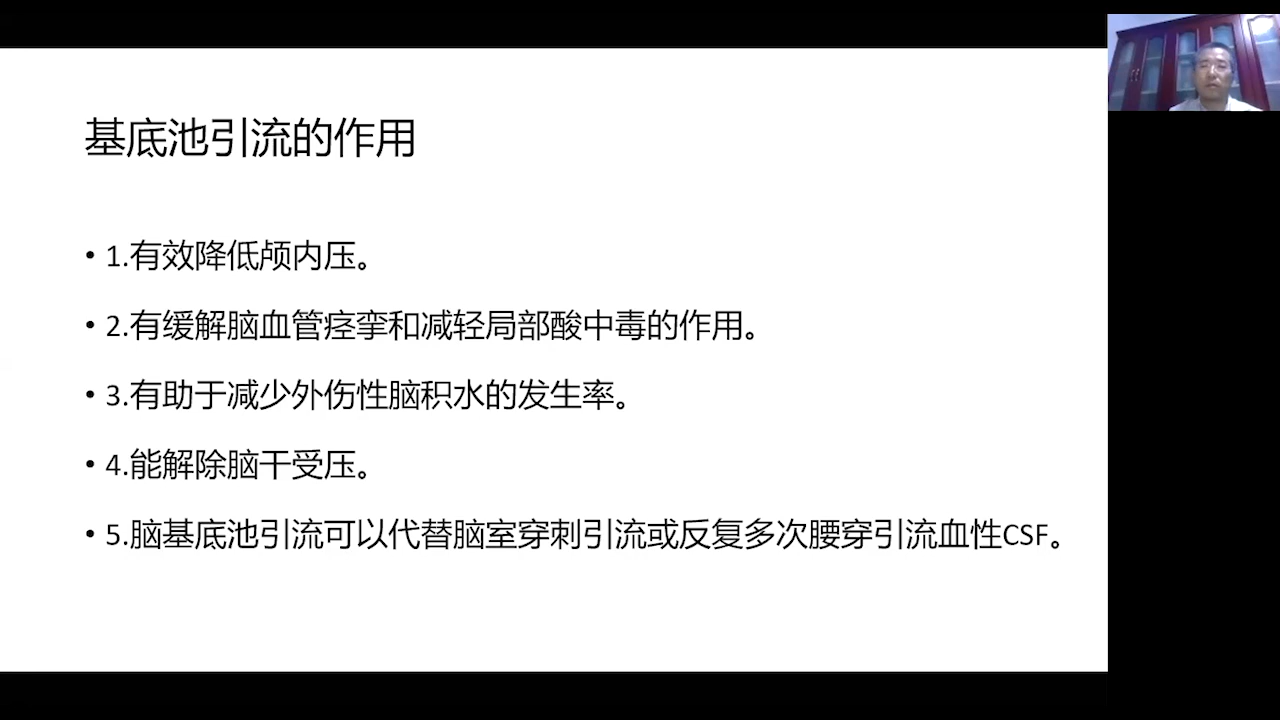 基底池引流的作用
• 1.有效降低颅内压。
• 2.有缓解脑血管痉挛和减轻局部酸中毒的作用。
• 3.有助于减少外伤性脑积水的发生率。
• 4.能解除脑干受压。
• 5.脑基底池引流可以代替脑室穿刺引流或反复多次腰穿引流血性CSF。